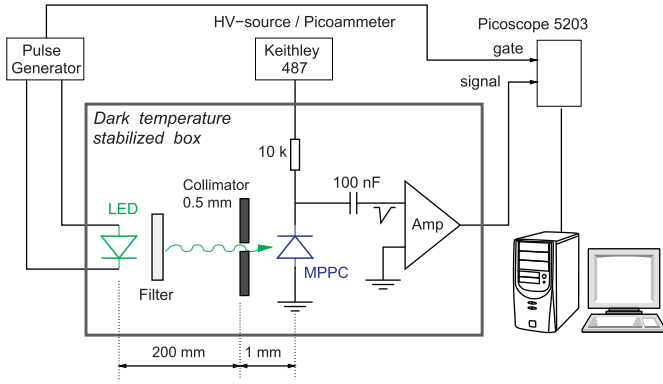 HV−source / Picoammeter
Picoscope 5203
Pulse
Generator
Keithley
487
gate
signal
Dark temperature
stabilized box
10 k
100 nF
Collimator
0.5 mm
LED
Amp
MPPC
Filter
200 mm
1 mm